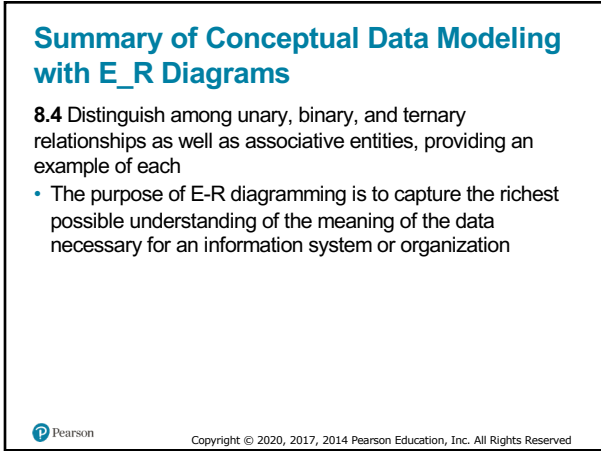 Summary of Conceptual Data Modeling
with E_R Diagrams
8.4 Distinguish among unary, binary, and ternary
relationships as well as associative entities, providing an
example of each
• The purpose of E-R diagramming is to capture the richest
possible understanding of the meaning of the data
necessary for an information system or organization
P Pearson
Copyright © 2020, 2017, 2014 Pearson Education, Inc. All Rights Reserved